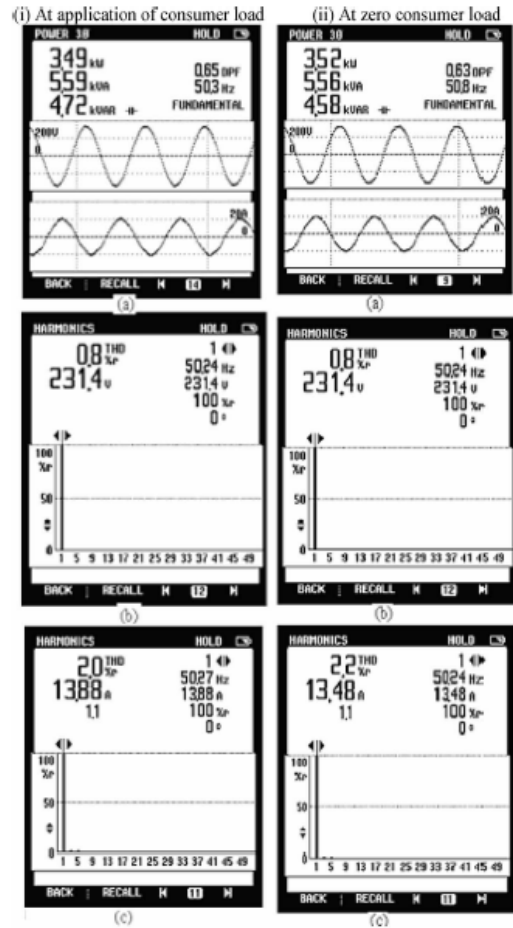 (i) At application of consumer load
(ii) At zero consumer load
POWER 3Φ HOLD
3,49 kW
5,59 kVA
4,72 kVAR
0,65 DPF
50,3 Hz
FUNDAMENTAL
200V
0
20A
0
BACK RECALL 14
(a)
POWER 3Φ HOLD
3,52 kW
5,56 kVA
4,58 kVAR
0,63 DPF
50,8 Hz
FUNDAMENTAL
200V
0
20A
0
BACK RECALL 9
(a)
HARMONICS HOLD
0,8 THD %r
231,4 V
1
50,24 Hz
231,4 V
100 %r
0 °
100
%r
50
0
1 5 9 13 17 21 25 29 33 37 41 45 49
BACK RECALL 12
(b)
HARMONICS HOLD
0,8 THD %r
231,4 V
1
50,24 Hz
231,4 V
100 %r
0 °
100
%r
50
0
1 5 9 13 17 21 25 29 33 37 41 45 49
BACK RECALL 12
(b)
HARMONICS HOLD
2,0 THD %r
13,88 A
1,1
1
50,27 Hz
13,88 A
100 %r
0 °
100
%r
50
0
1 5 9 13 17 21 25 29 33 37 41 45 49
BACK RECALL 11
(c)
HARMONICS HOLD
2,2 THD %r
13,48 A
1,1
1
50,24 Hz
13,48 A
100 %r
0 °
100
%r
50
0
1 5 9 13 17 21 25 29 33 37 41 45 49
BACK RECALL 11
(c)